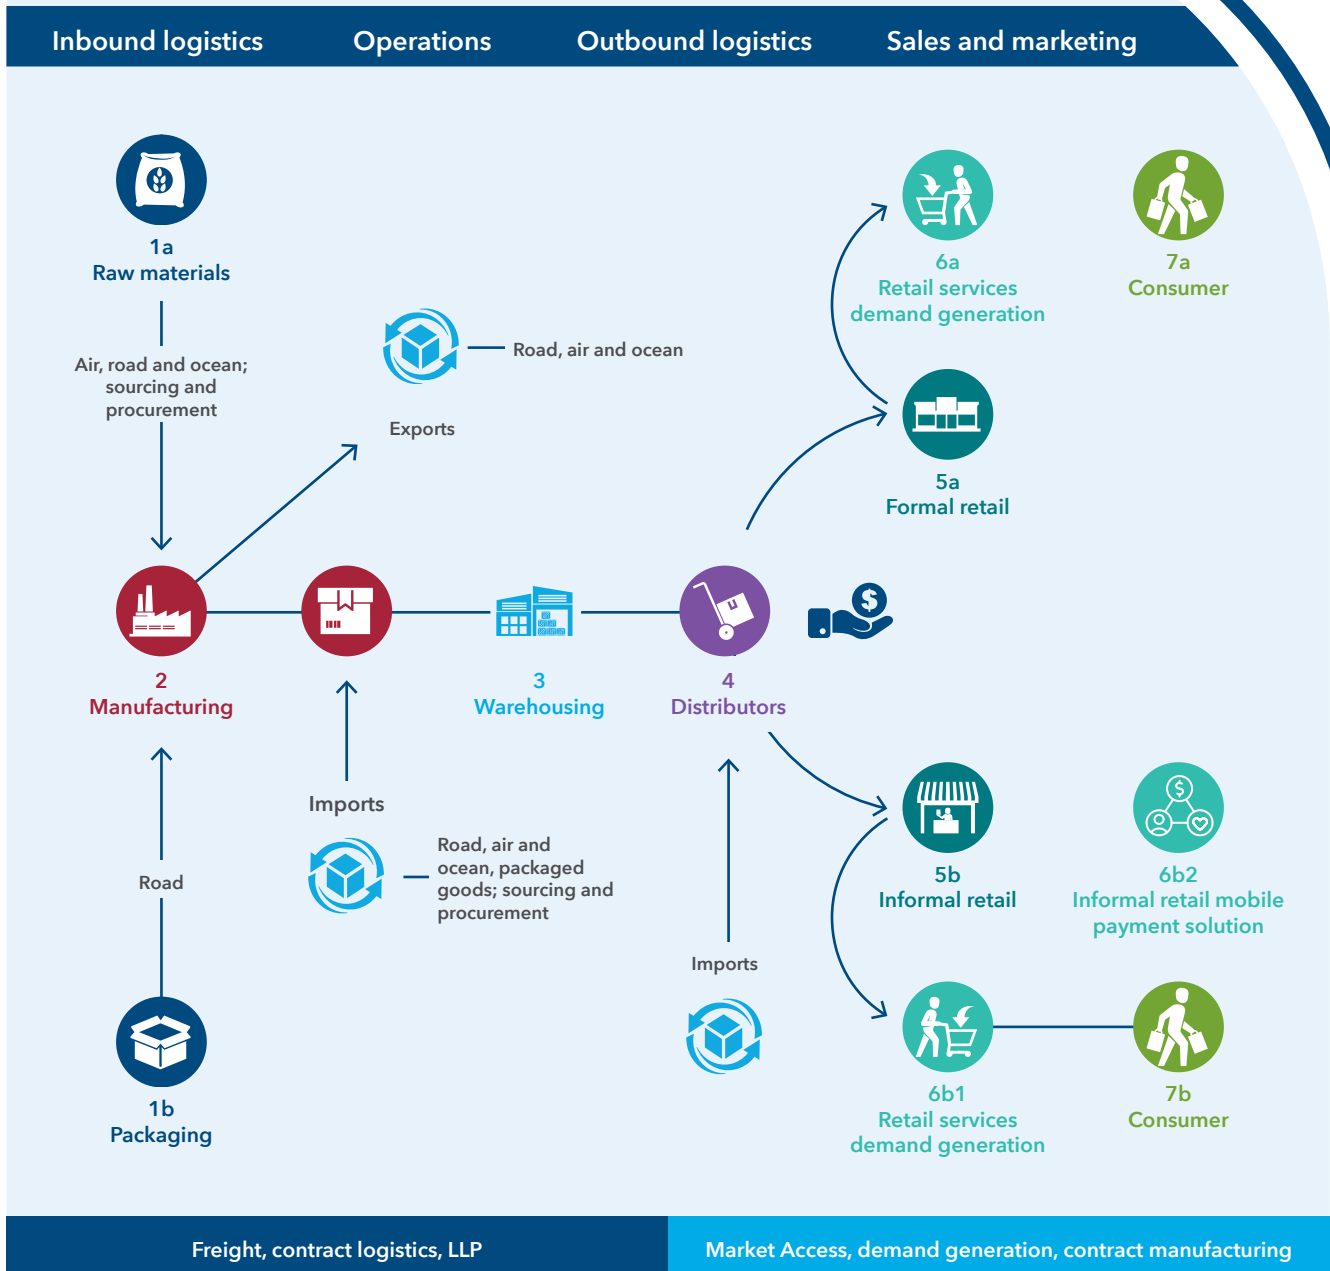 Inbound logistics
Operations
Outbound logistics
Sales and marketing
1a
Raw materials
Air, road and ocean;
sourcing and
procurement
Road, air and ocean
Exports
6a
Retail services
demand generation
7a
Consumer
5a
Formal retail
2
Manufacturing
3
Warehousing
4
Distributors
$
Imports
Road, air and
ocean, packaged
goods; sourcing and
procurement
Road
1b
Packaging
Imports
5b
Informal retail
$
6b2
Informal retail mobile
payment solution
6b1
Retail services
demand generation
7b
Consumer
Freight, contract logistics, LLP
Market Access, demand generation, contract manufacturing